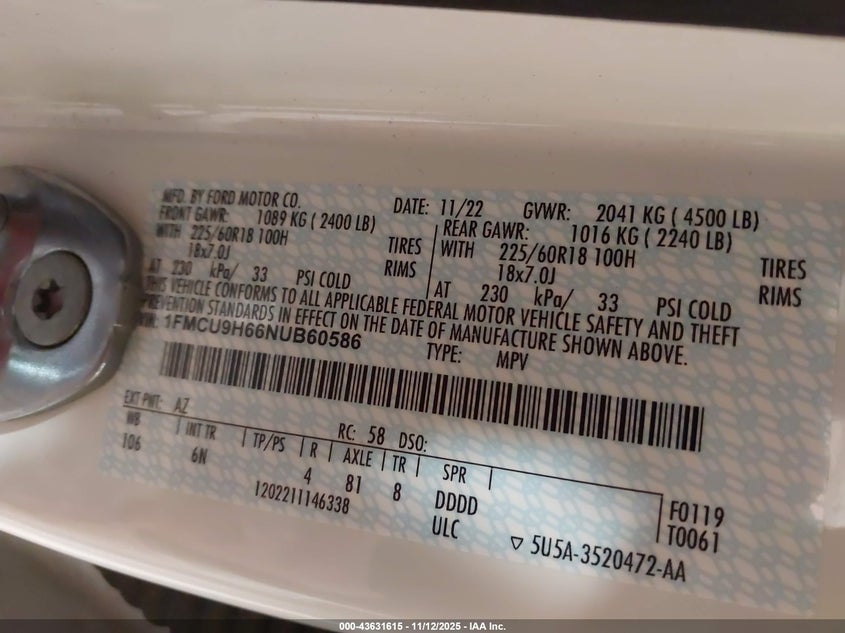 MFD. BY FORD MOTOR CO. DATE: 11/22 GVWR: 2041 KG ( 4500 LB)
FRONT GAWR: 1089 KG ( 2400 LB) REAR GAWR: 1016 KG ( 2240 LB)
WITH 225/60R18 100H TIRES WITH 225/60R18 100H TIRES
18x7.0J RIMS 18x7.0J RIMS
AT 230 kPa/ 33 PSI COLD AT 230 kPa/ 33 PSI COLD
THIS VEHICLE CONFORMS TO ALL APPLICABLE FEDERAL MOTOR VEHICLE SAFETY AND THEFT
PREVENTION STANDARDS IN EFFECT ON THE DATE OF MANUFACTURE SHOWN ABOVE.
VIN: 1FMCU9H66NUB60586 TYPE: MPV
EXT PNT: AZ RC: 58 DSO:
WB INT TR TP/PS R AXLE TR SPR
106 6N 4 81 8 DDDD F0119
1202211146338 ULC T0061
▽ 5U5A-3520472-AA
000-43631615 - 11/12/2025 - IAA Inc.